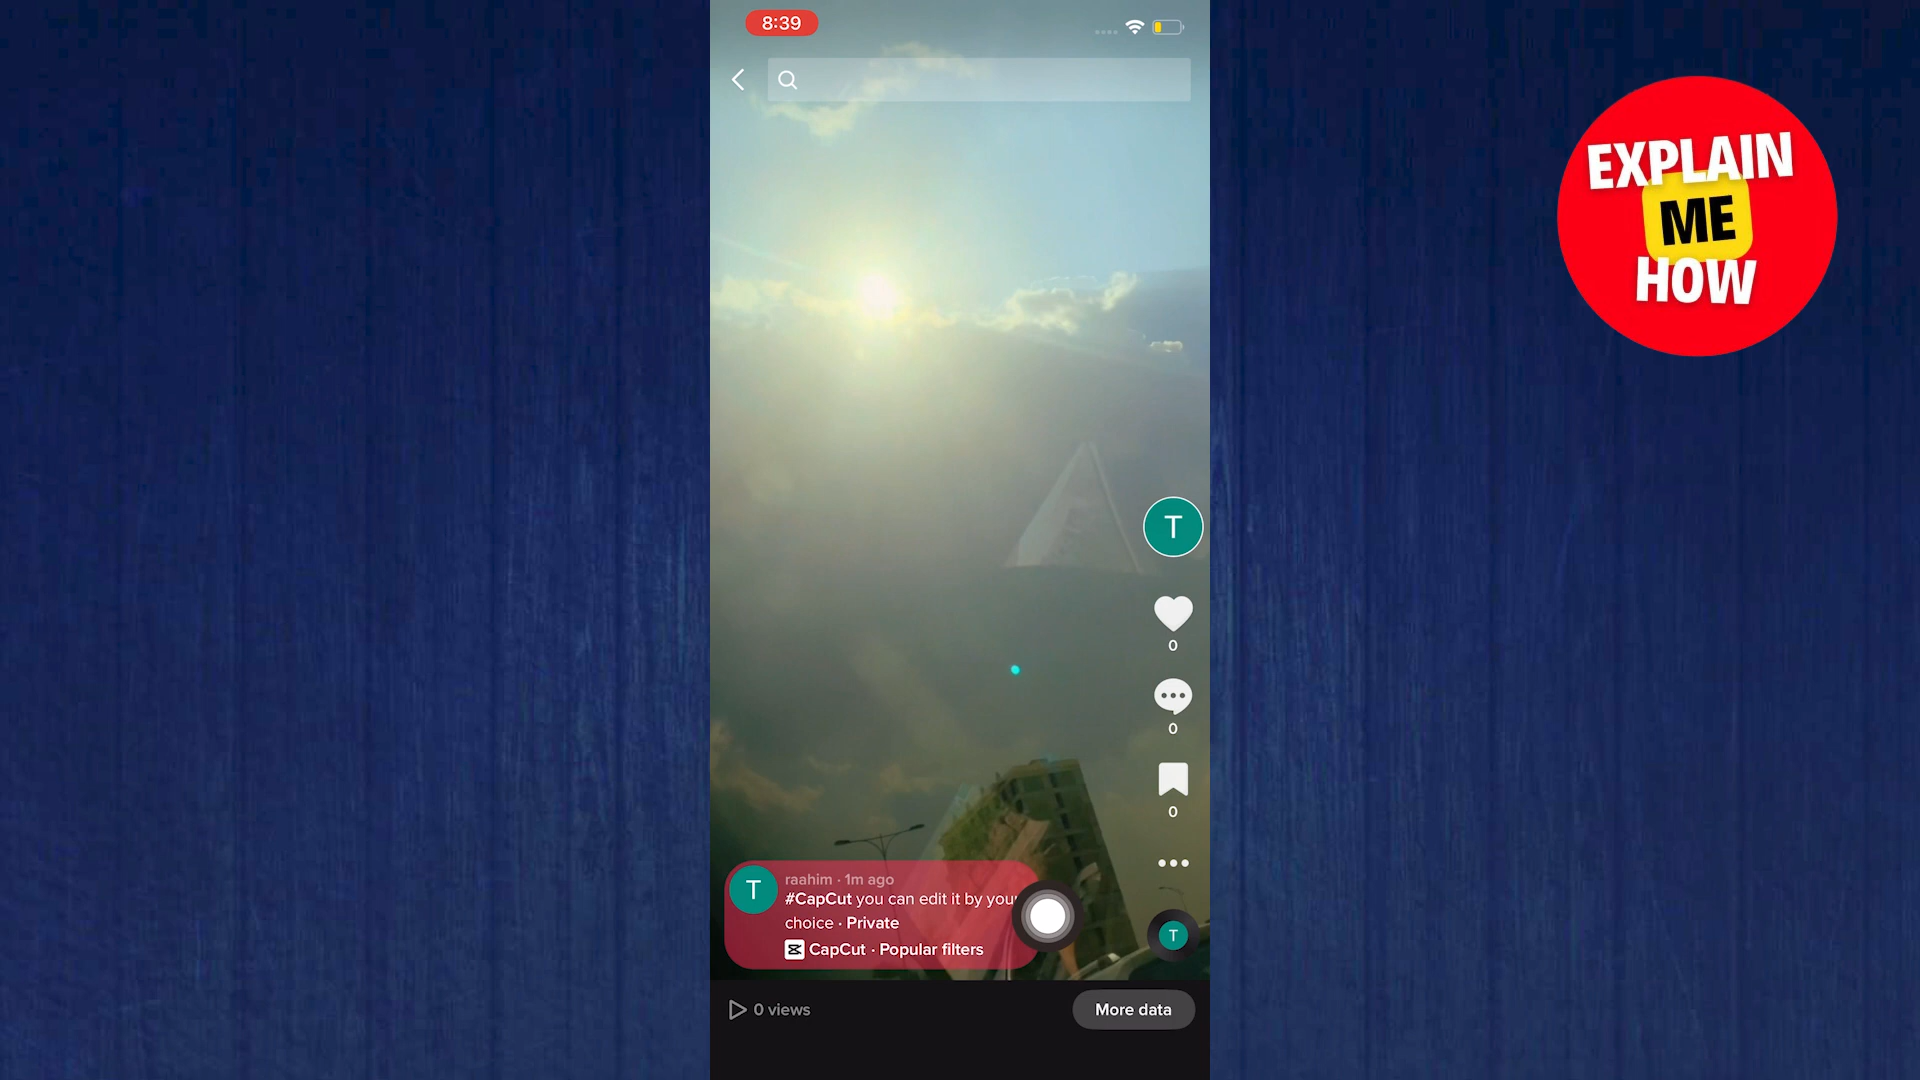 8:39
EXPLAIN
ME
HOW
T
0
0
0
T
raahim · 1m ago
#CapCut you can edit it by your
choice · Private
CapCut · Popular filters
T
0 views
More data